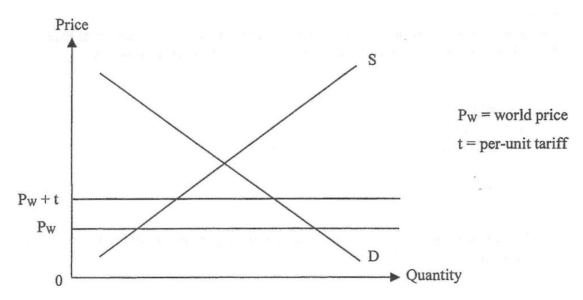 Price
S
Pw = world price
t = per-unit tariff
Pw + t
Pw
D
0
Quantity